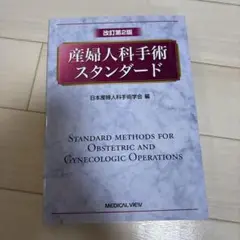 改訂第2版
産婦人科手術
スタンダード
日本産婦人科手術学会 編
STANDARD METHODS FOR
OBSTETRIC AND
GYNECOLOGIC OPERATIONS
MEDICAL VIEW